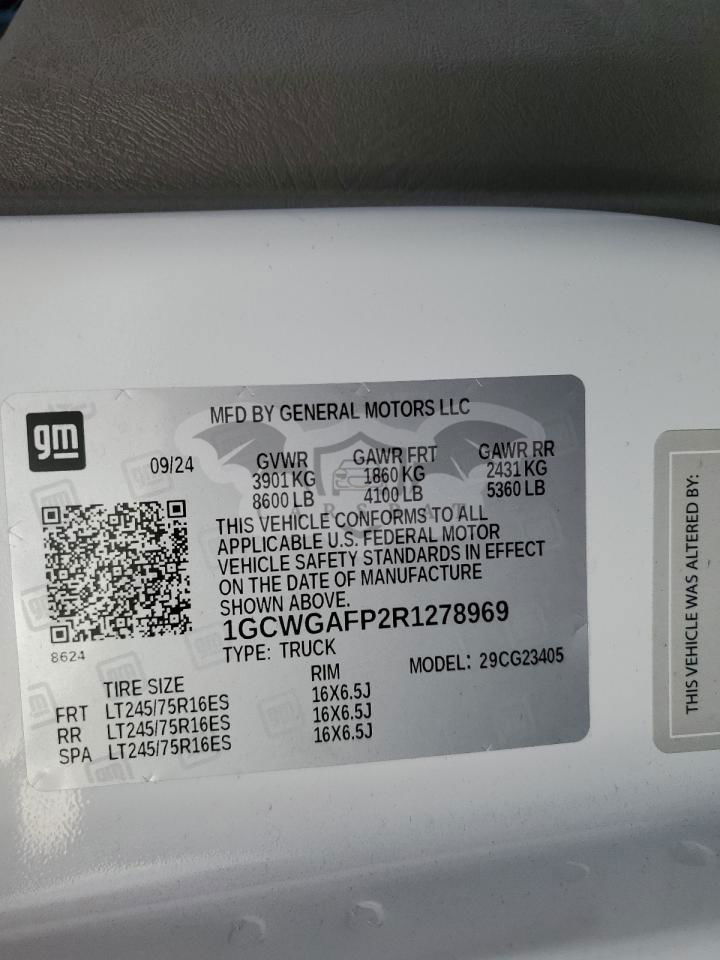 gm
MFD BY GENERAL MOTORS LLC
09/24
GVWR GAWR FRT GAWR RR
3901 KG 1860 KG 2431 KG
8600 LB 4100 LB 5360 LB
THIS VEHICLE CONFORMS TO ALL
APPLICABLE U.S. FEDERAL MOTOR
VEHICLE SAFETY STANDARDS IN EFFECT
ON THE DATE OF MANUFACTURE
SHOWN ABOVE.
1GCWGAFP2R1278969
8624
TYPE: TRUCK MODEL: 29CG23405
TIRE SIZE RIM
FRT LT245/75R16ES 16X6.5J
RR LT245/75R16ES 16X6.5J
SPA LT245/75R16ES 16X6.5J
THIS VEHICLE WAS ALTERED BY: